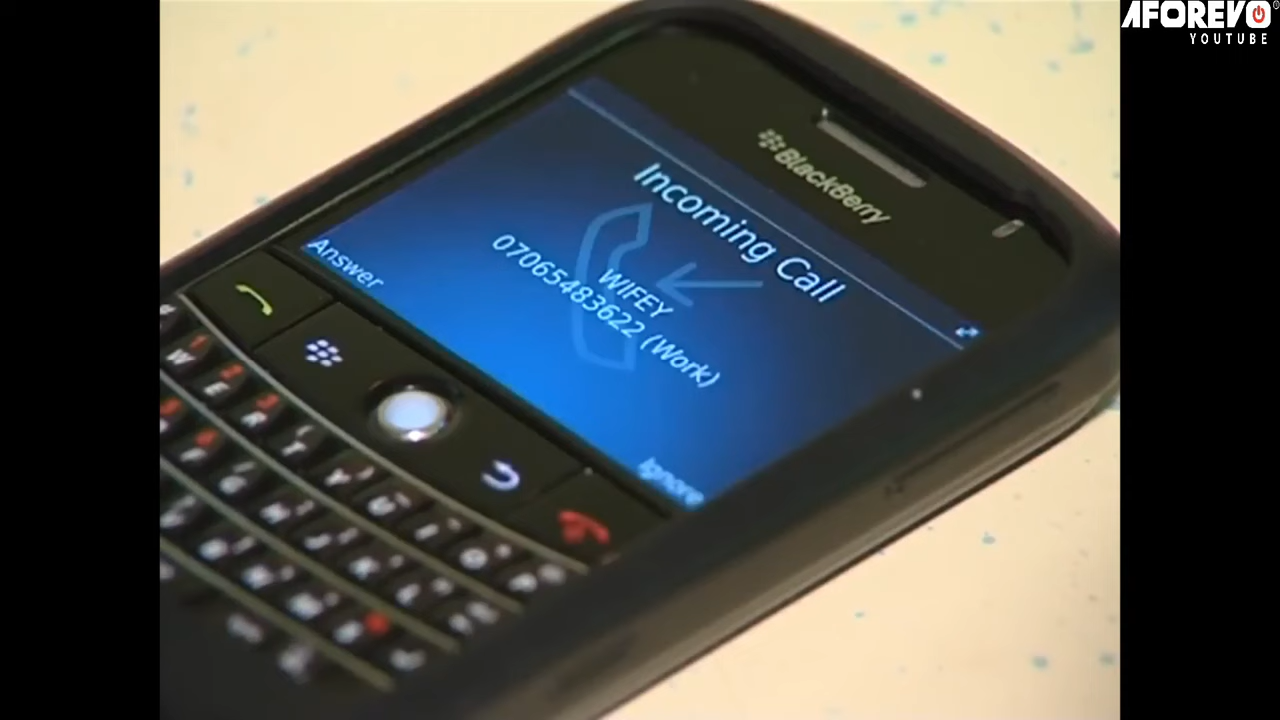 AFOREVO
YOUTUBE
BlackBerry
Incoming Call
WIFEY
07065483622 (Work)
Answer
Ignore
W
E
R
T
Y